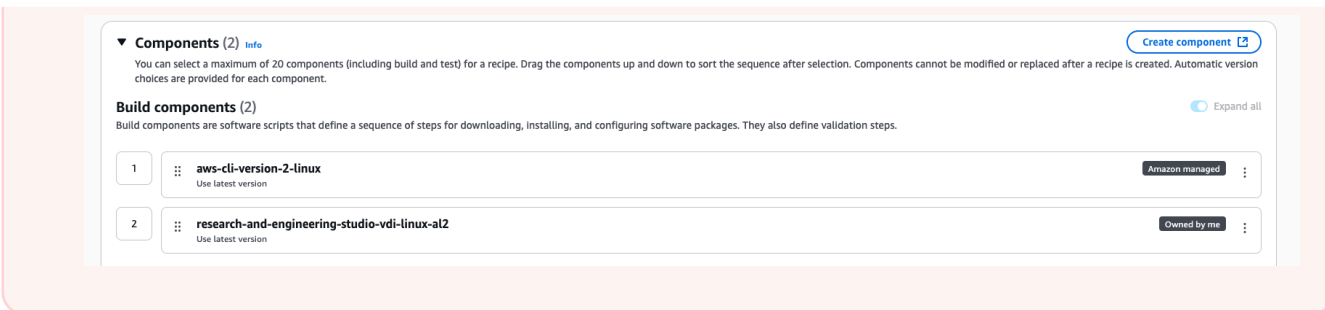 ▼ Components (2) Info
Create component
You can select a maximum of 20 components (including build and test) for a recipe. Drag the components up and down to sort the sequence after selection. Components cannot be modified or replaced after a recipe is created. Automatic version
choices are provided for each component.
Build components (2)
Expand all
Build components are software scripts that define a sequence of steps for downloading, installing, and configuring software packages. They also define validation steps.
1
aws-cli-version-2-linux
Amazon managed
Use latest version
2
research-and-engineering-studio-vdi-linux-al2
Owned by me
Use latest version